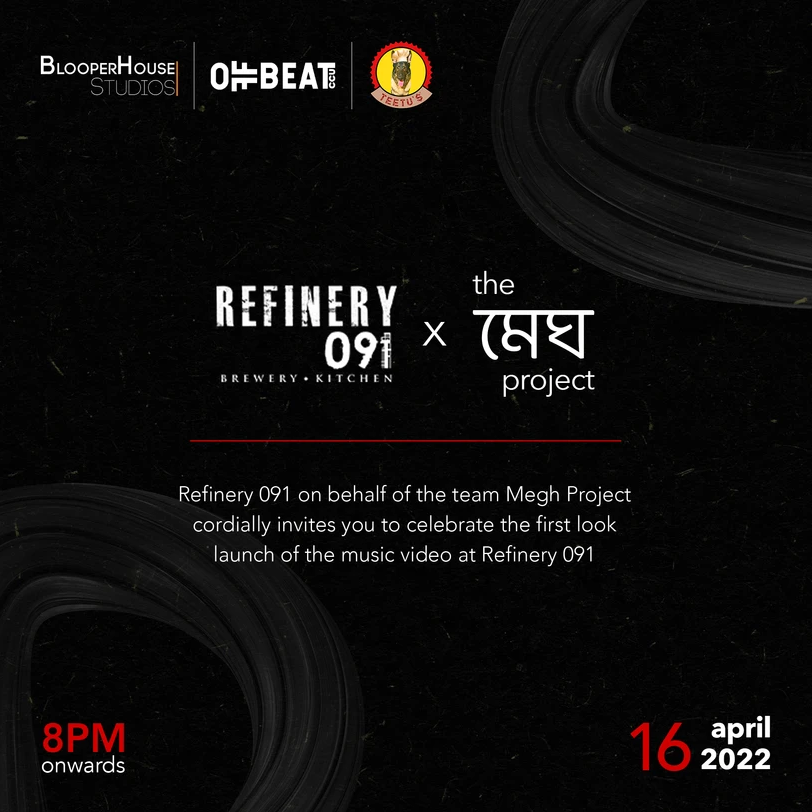 BLOOPERHOUSE
STUDIOS
OFFBEAT CCU
TEETU'S
REFINERY
091
BREWERY • KITCHEN
x
the
মেঘ
project
Refinery 091 on behalf of the team Megh Project
cordially invites you to celebrate the first look
launch of the music video at Refinery 091
8PM
onwards
16 april
2022